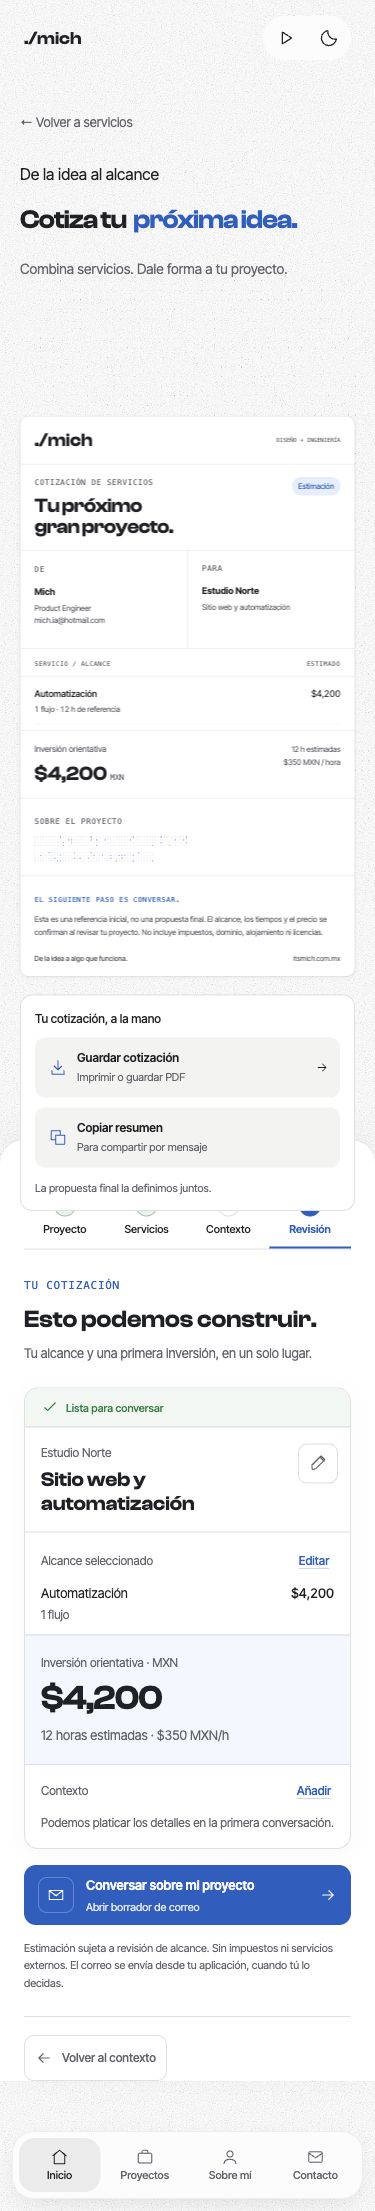 ./mich
← Volver a servicios
De la idea al alcance
Cotiza tu próxima idea.
Combina servicios. Dale forma a tu proyecto.
./mich
DISEÑO + INGENIERÍA
COTIZACIÓN DE SERVICIOS
Estimación
Tu próximo
gran proyecto.
DE
Mich
Product Engineer
mich.ia@hotmail.com
PARA
Estudio Norte
Sitio web y automatización
SERVICIO / ALCANCE
ESTIMADO
Automatización
$4,200
1 flujo · 12 h de referencia
Inversión orientativa
12 h estimadas
$4,200 MXN
$350 MXN / hora
SOBRE EL PROYECTO
EL SIGUIENTE PASO ES CONVERSAR.
Esta es una referencia inicial, no una propuesta final. El alcance, los tiempos y el precio se
confirman al revisar tu proyecto. No incluye impuestos, dominio, alojamiento ni licencias.
De la idea a algo que funciona.
itsmich.com.mx
Tu cotización, a la mano
Guardar cotización
Imprimir o guardar PDF
→
Copiar resumen
Para compartir por mensaje
La propuesta final la definimos juntos.
Proyecto
Servicios
Contexto
Revisión
TU COTIZACIÓN
Esto podemos construir.
Tu alcance y una primera inversión, en un solo lugar.
Lista para conversar
Estudio Norte
Sitio web y
automatización
Alcance seleccionado
Editar
Automatización
$4,200
1 flujo
Inversión orientativa · MXN
$4,200
12 horas estimadas · $350 MXN/h
Contexto
Añadir
Podemos platicar los detalles en la primera conversación.
Conversar sobre mi proyecto
Abrir borrador de correo
→
Estimación sujeta a revisión de alcance. Sin impuestos ni servicios
externos. El correo se envía desde tu aplicación, cuando tú lo
decidas.
← Volver al contexto
Inicio
Proyectos
Sobre mí
Contacto